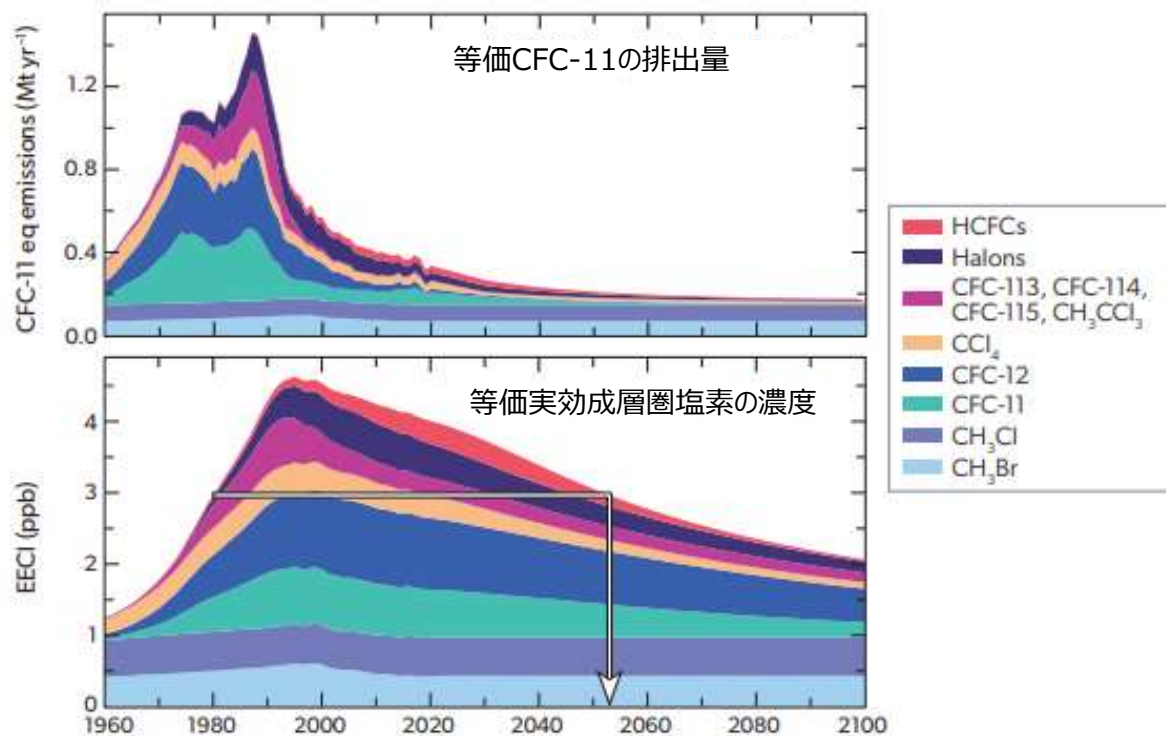 等価CFC-11の排出量
CFC-11 eq emissions (Mt yr⁻¹)
1.2
0.8
0.4
0.0
HCFCs
Halons
CFC-113, CFC-114,
CFC-115, CH₃CCl₃
CCl₄
CFC-12
CFC-11
CH₃Cl
CH₃Br
等価実効成層圏塩素の濃度
EECl (ppb)
4
3
2
1
0
1960 1980 2000 2020 2040 2060 2080 2100